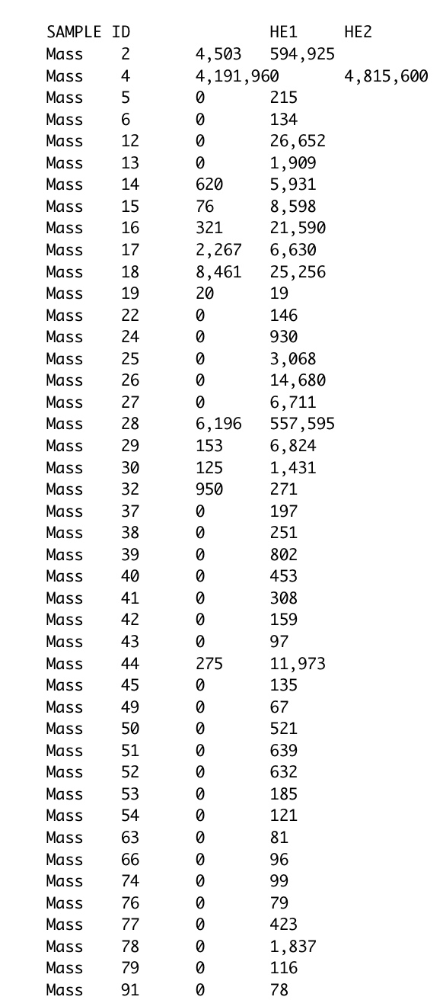 SAMPLE ID HE1 HE2
Mass 2 4,503 594,925
Mass 4 4,191,960 4,815,600
Mass 5 0 215
Mass 6 0 134
Mass 12 0 26,652
Mass 13 0 1,909
Mass 14 620 5,931
Mass 15 76 8,598
Mass 16 321 21,590
Mass 17 2,267 6,630
Mass 18 8,461 25,256
Mass 19 20 19
Mass 22 0 146
Mass 24 0 930
Mass 25 0 3,068
Mass 26 0 14,680
Mass 27 0 6,711
Mass 28 6,196 557,595
Mass 29 153 6,824
Mass 30 125 1,431
Mass 32 950 271
Mass 37 0 197
Mass 38 0 251
Mass 39 0 802
Mass 40 0 453
Mass 41 0 308
Mass 42 0 159
Mass 43 0 97
Mass 44 275 11,973
Mass 45 0 135
Mass 49 0 67
Mass 50 0 521
Mass 51 0 639
Mass 52 0 632
Mass 53 0 185
Mass 54 0 121
Mass 63 0 81
Mass 66 0 96
Mass 74 0 99
Mass 76 0 79
Mass 77 0 423
Mass 78 0 1,837
Mass 79 0 116
Mass 91 0 78